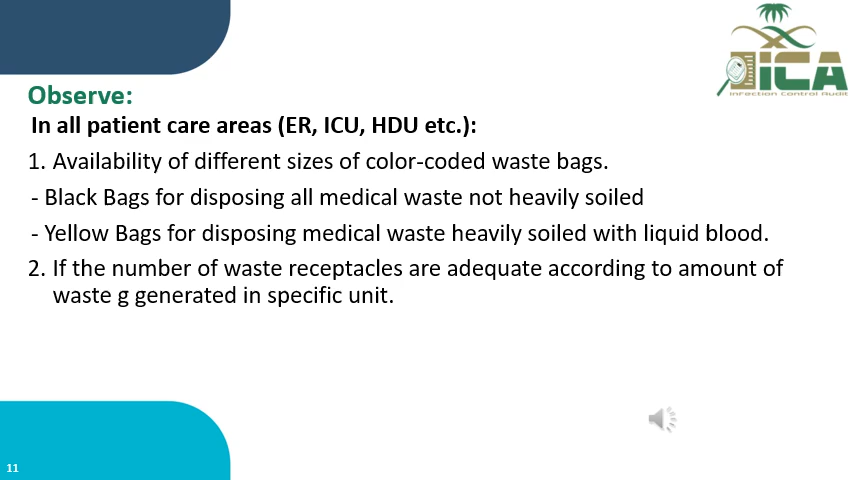 ICA
Infection Control Audit
Observe:
In all patient care areas (ER, ICU, HDU etc.):
1. Availability of different sizes of color-coded waste bags.
- Black Bags for disposing all medical waste not heavily soiled
- Yellow Bags for disposing medical waste heavily soiled with liquid blood.
2. If the number of waste receptacles are adequate according to amount of
waste g generated in specific unit.
11